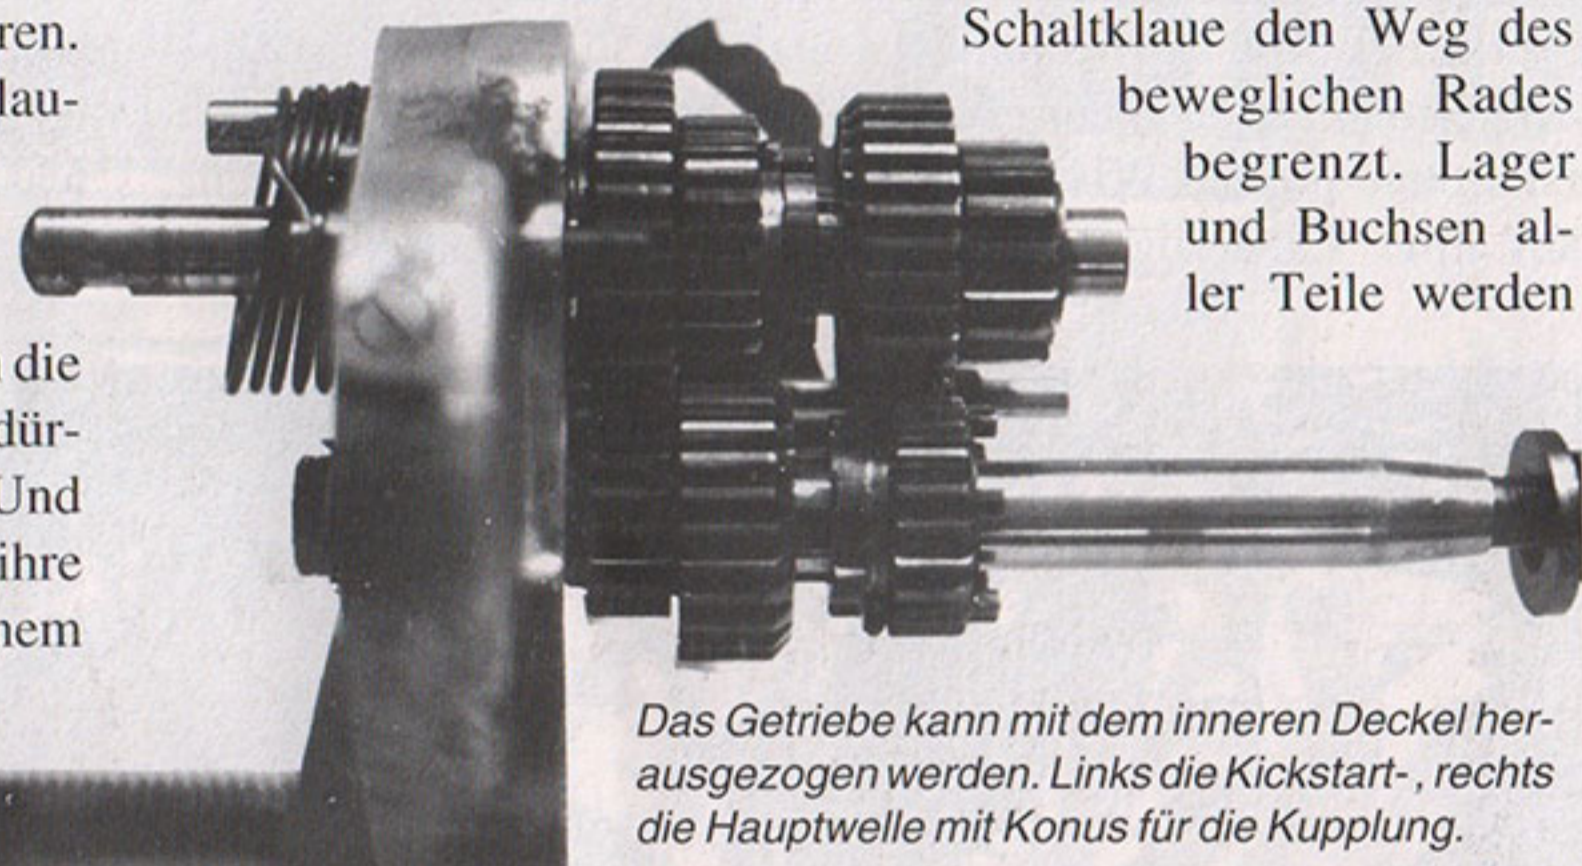 ren.
lau-
die
dür-
Und
ihre
nem
Schaltklaue den Weg des
beweglichen Rades
begrenzt. Lager
und Buchsen al-
ler Teile werden
Das Getriebe kann mit dem inneren Deckel her-
ausgezogen werden. Links die Kickstart-, rechts
die Hauptwelle mit Konus für die Kupplung.